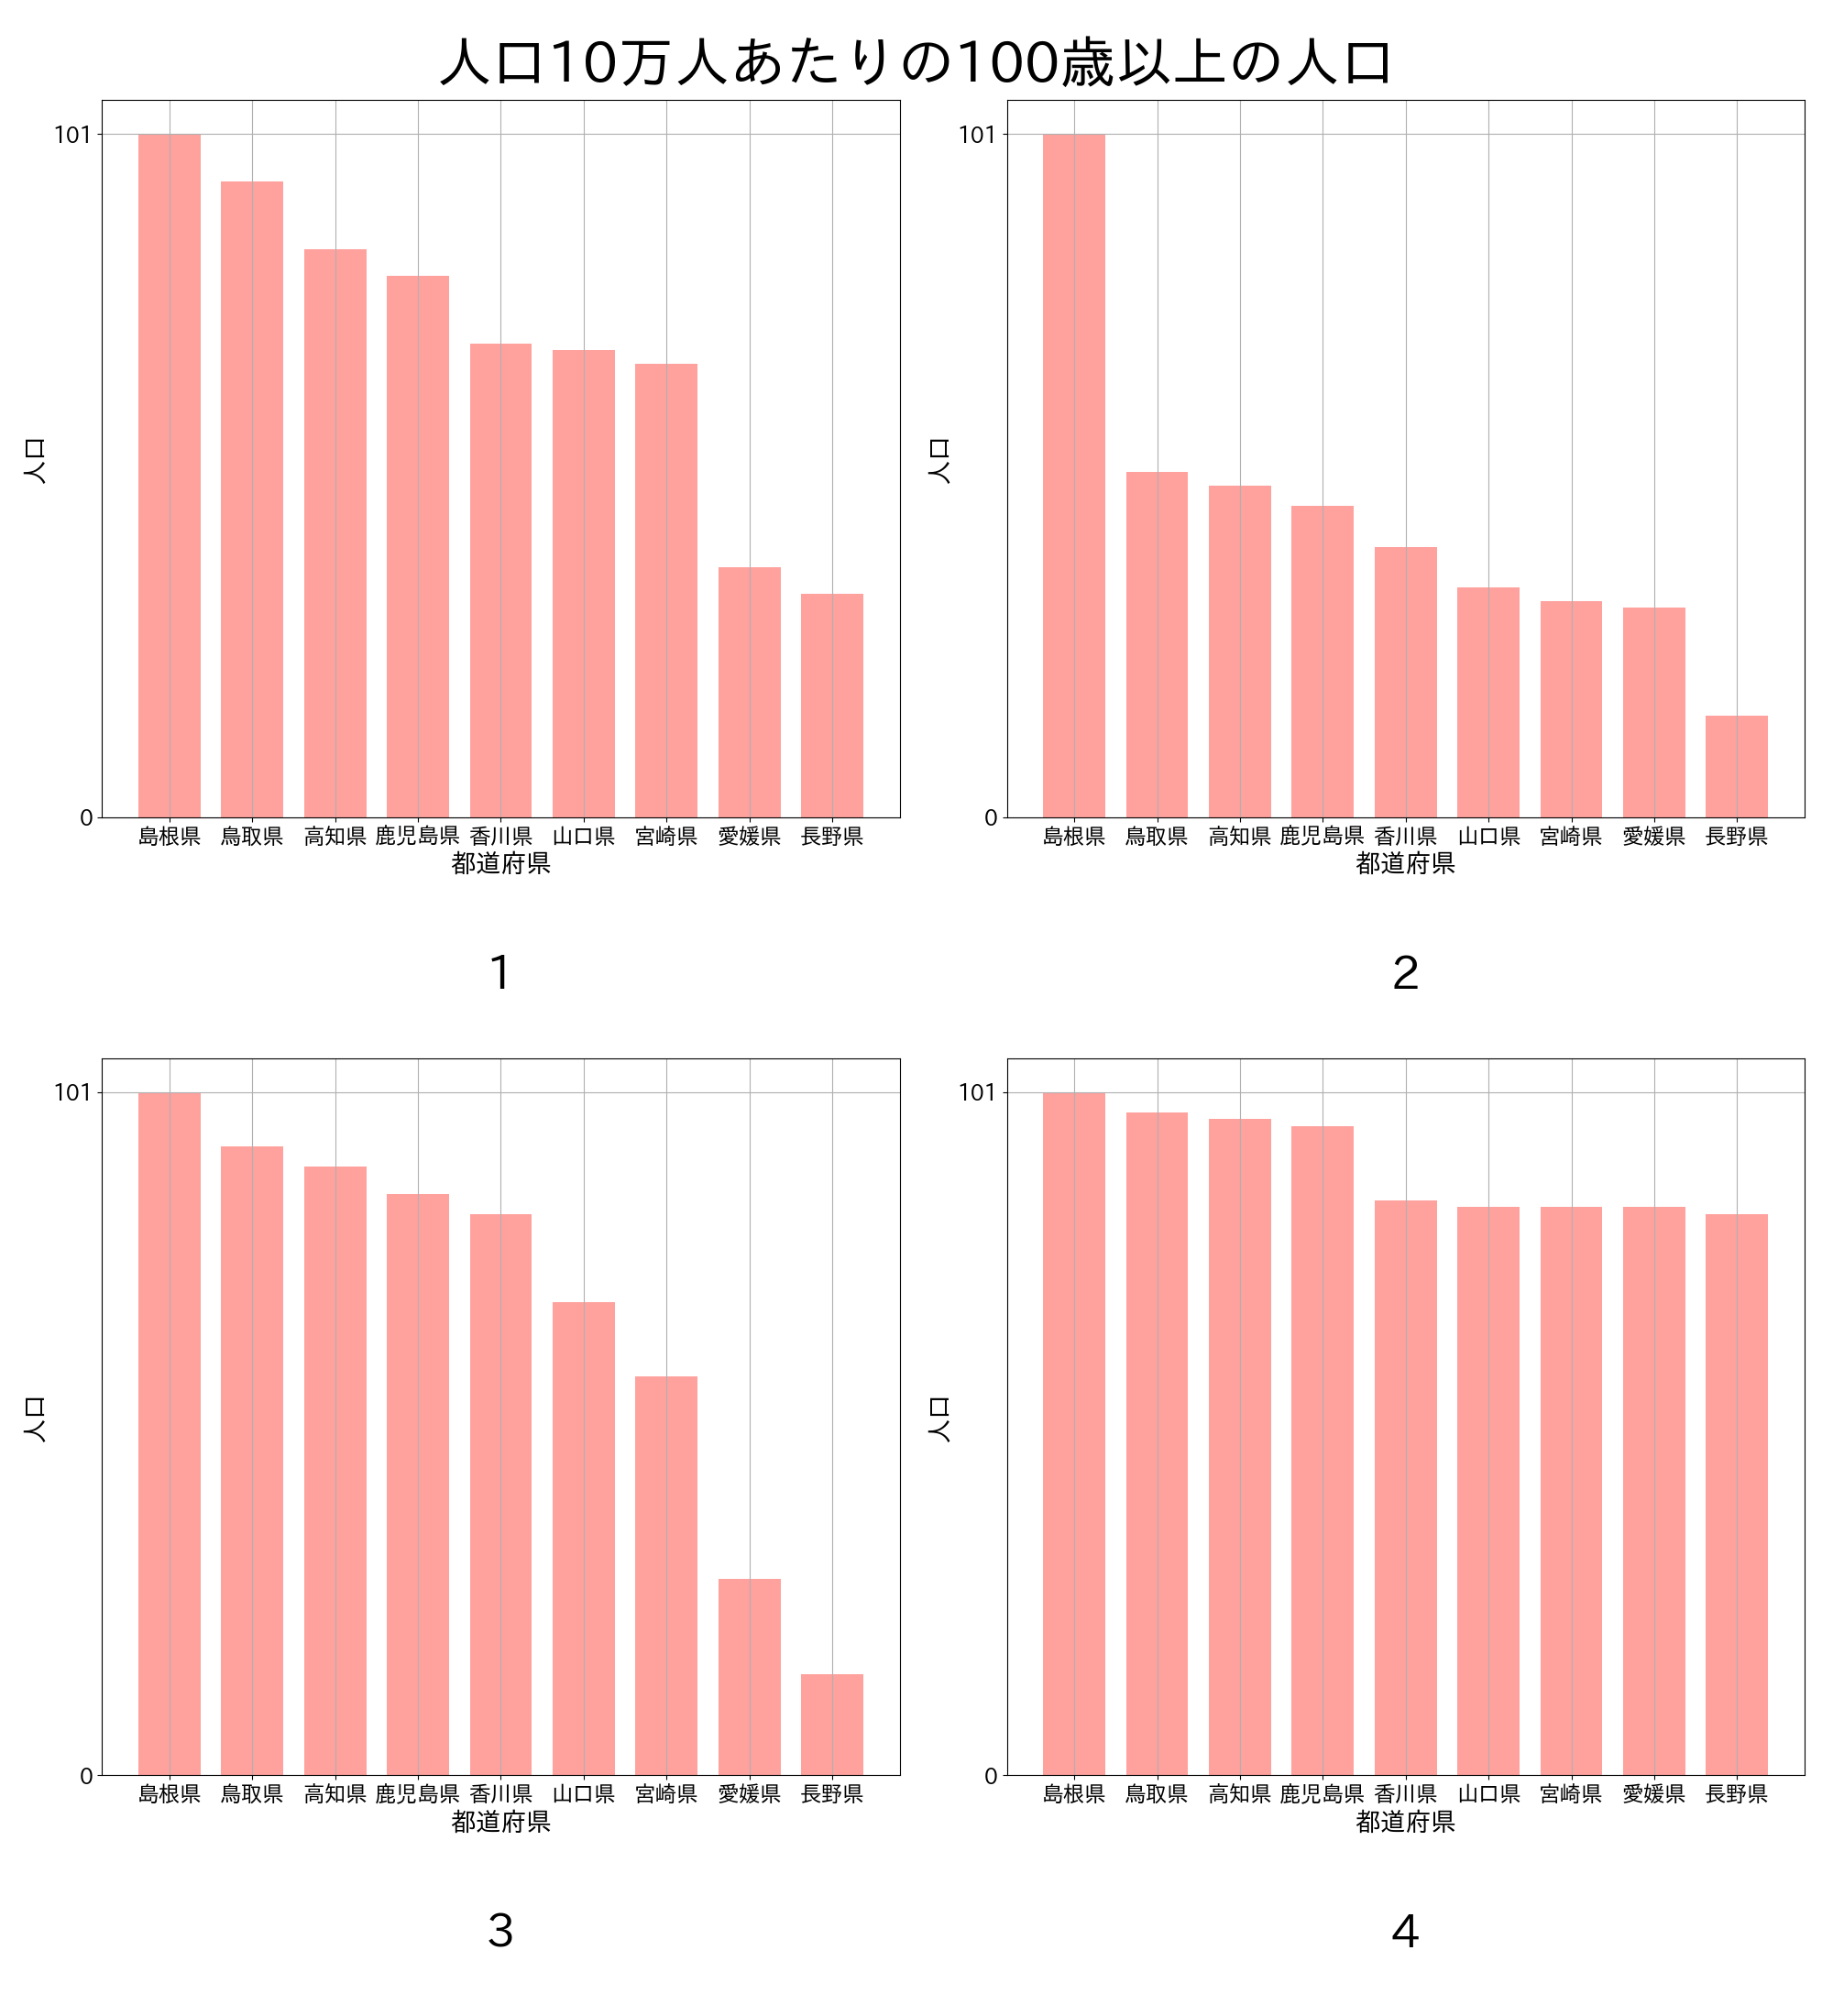 人口10万人あたりの100歳以上の人口
101
0
人口
島根県 鳥取県 高知県 鹿児島県 香川県 山口県 宮崎県 愛媛県 長野県
都道府県
1
101
0
人口
島根県 鳥取県 高知県 鹿児島県 香川県 山口県 宮崎県 愛媛県 長野県
都道府県
2
101
0
人口
島根県 鳥取県 高知県 鹿児島県 香川県 山口県 宮崎県 愛媛県 長野県
都道府県
3
101
0
人口
島根県 鳥取県 高知県 鹿児島県 香川県 山口県 宮崎県 愛媛県 長野県
都道府県
4